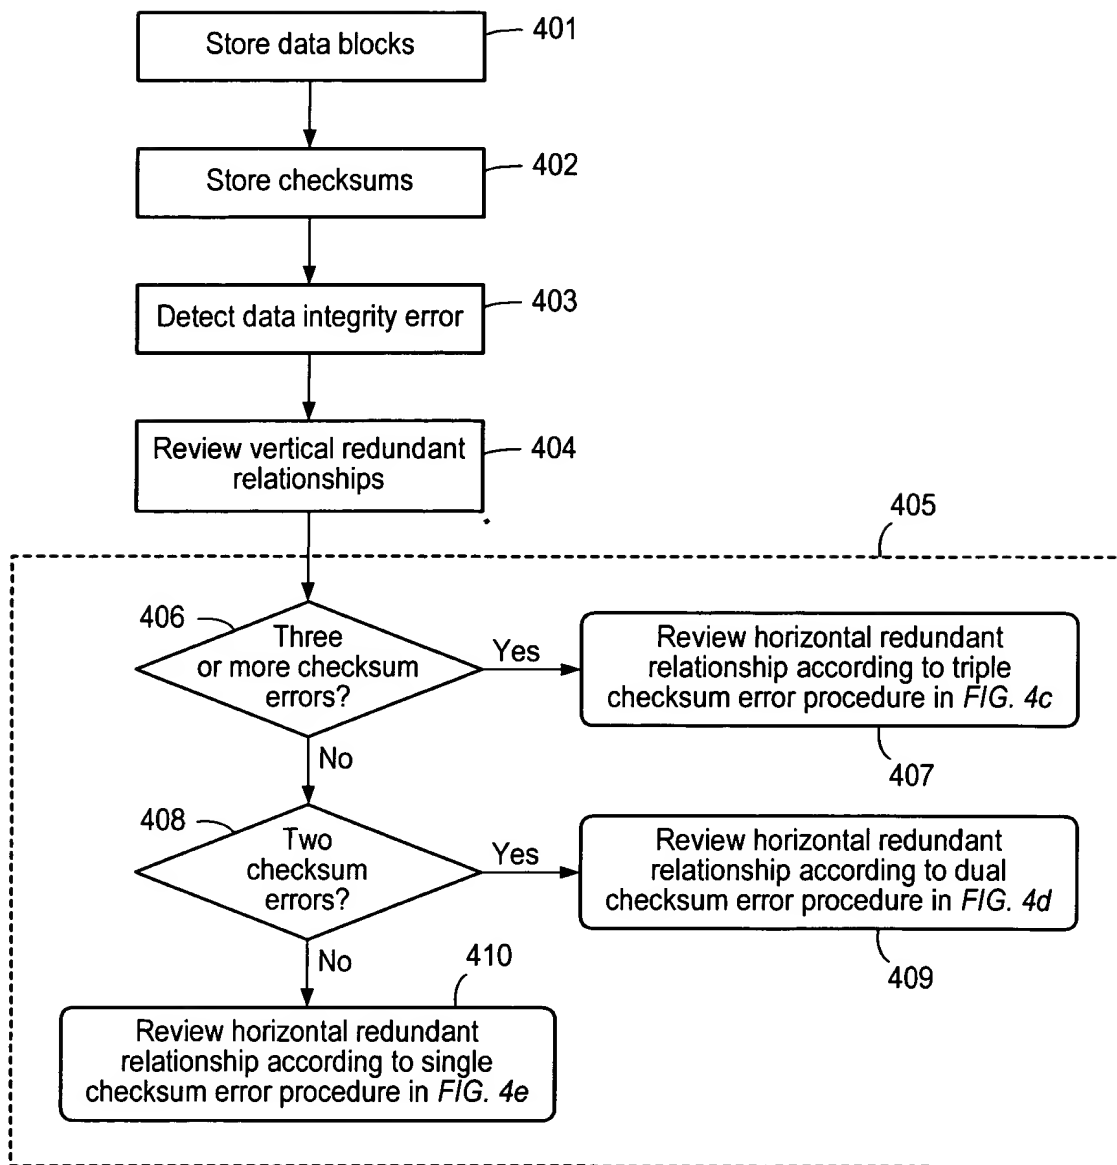 Store data blocks
401
Store checksums
402
Detect data integrity error
403
Review vertical redundant
relationships
404
405
406
Three
or more checksum
errors?
Yes
Review horizontal redundant
relationship according to triple
checksum error procedure in FIG. 4c
407
No
408
Two
checksum
errors?
Yes
Review horizontal redundant
relationship according to dual
checksum error procedure in FIG. 4d
409
No
410
Review horizontal redundant
relationship according to single
checksum error procedure in FIG. 4e